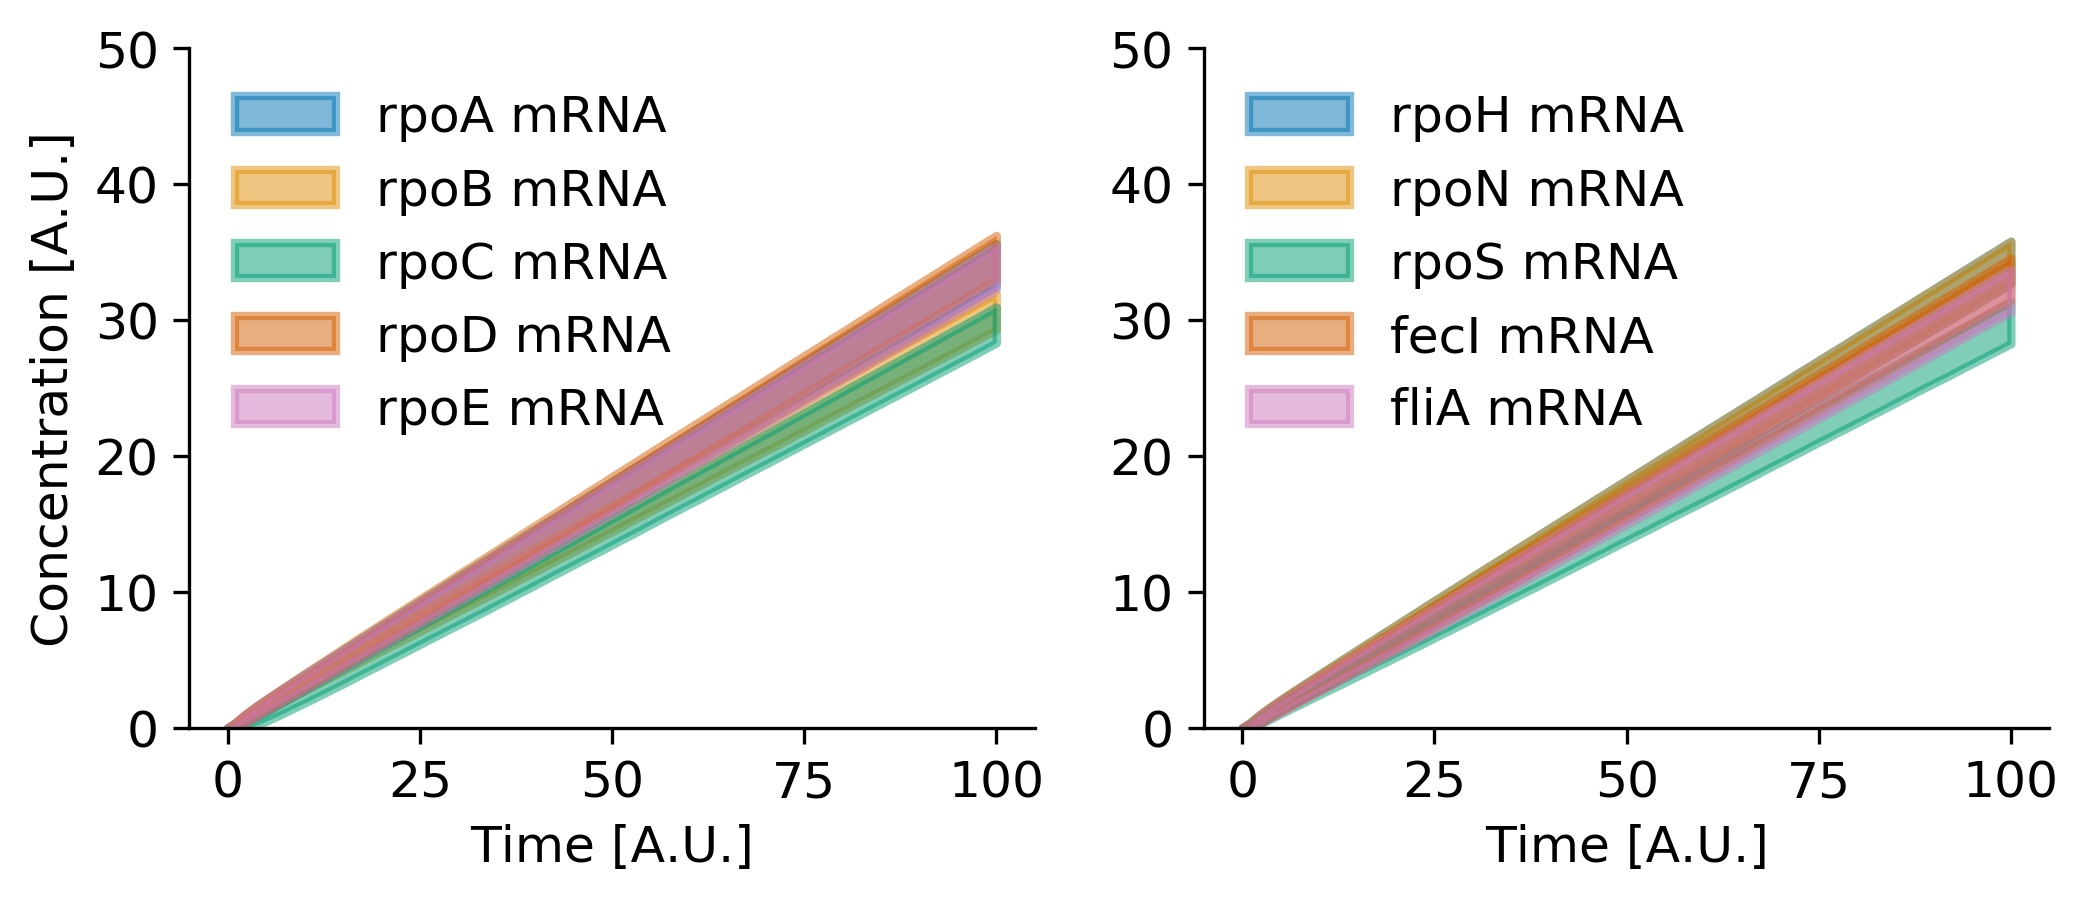 50
40
30
20
10
0
Concentration [A.U.]
rpoA mRNA
rpoB mRNA
rpoC mRNA
rpoD mRNA
rpoE mRNA
0 25 50 75 100
Time [A.U.]
50
40
30
20
10
0
rpoH mRNA
rpoN mRNA
rpoS mRNA
fecI mRNA
fliA mRNA
0 25 50 75 100
Time [A.U.]